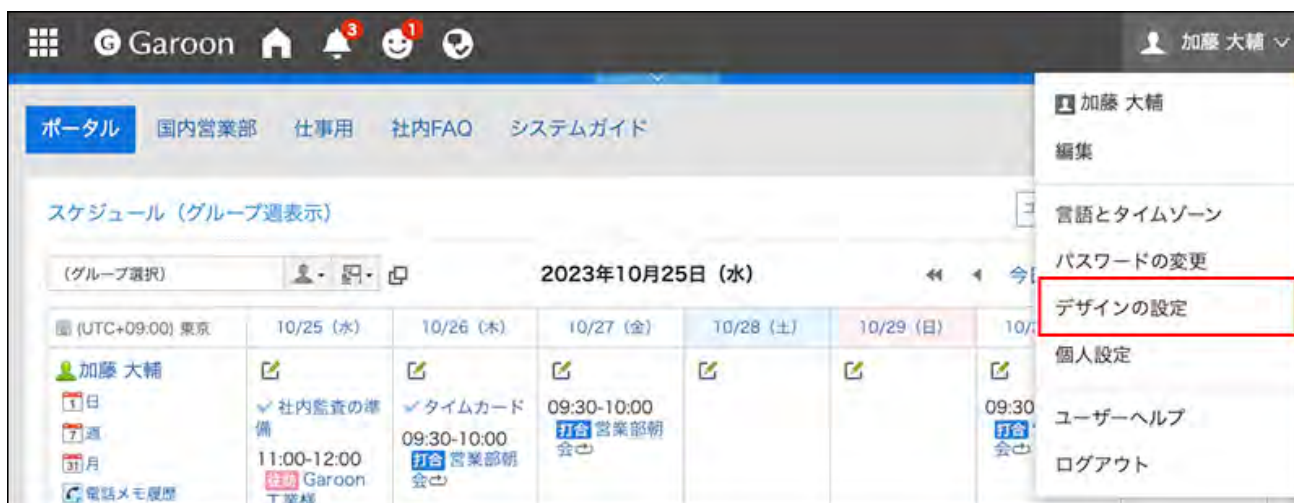 Garoon 3 1 加藤 大輔
ポータル 国内営業部 仕事用 社内FAQ システムガイド
加藤 大輔
編集
言語とタイムゾーン
パスワードの変更
デザインの設定
個人設定
ユーザーヘルプ
ログアウト
スケジュール（グループ週表示）
(グループ選択) 2023年10月25日（水）
(UTC+09:00) 東京 10/25（水） 10/26（木） 10/27（金） 10/28（土） 10/29（日）
加藤 大輔
1 日
7 週
31 月
電話メモ履歴
社内監査の準
備
11:00-12:00
往訪 Garoon
工業様
タイムカード
09:30-10:00
打合 営業部朝
会
09:30-10:00
打合 営業部朝
会
09:30
打合
会